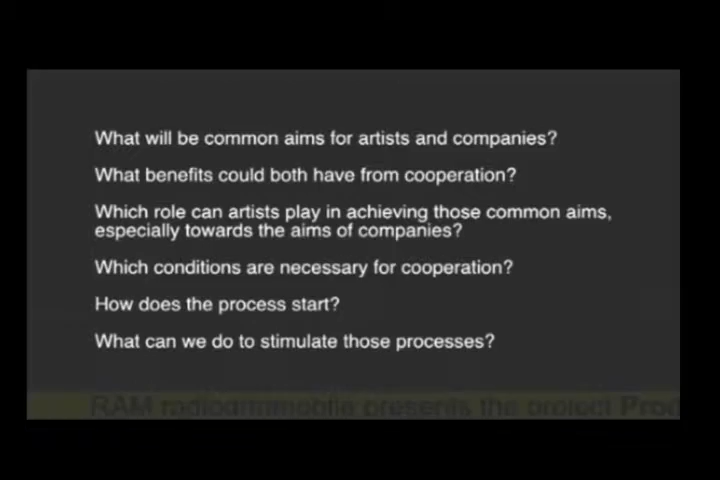 What will be common aims for artists and companies?
What benefits could both have from cooperation?
Which role can artists play in achieving those common aims,
especially towards the aims of companies?
Which conditions are necessary for cooperation?
How does the process start?
What can we do to stimulate those processes?
RAM radioartemobile presents the project Prod